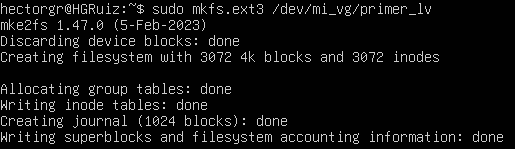 hectorgr@HGRuiz:~$ sudo mkfs.ext3 /dev/mi_vg/primer_lv
mke2fs 1.47.0 (5-Feb-2023)
Discarding device blocks: done
Creating filesystem with 3072 4k blocks and 3072 inodes
Allocating group tables: done
Writing inode tables: done
Creating journal (1024 blocks): done
Writing superblocks and filesystem accounting information: done